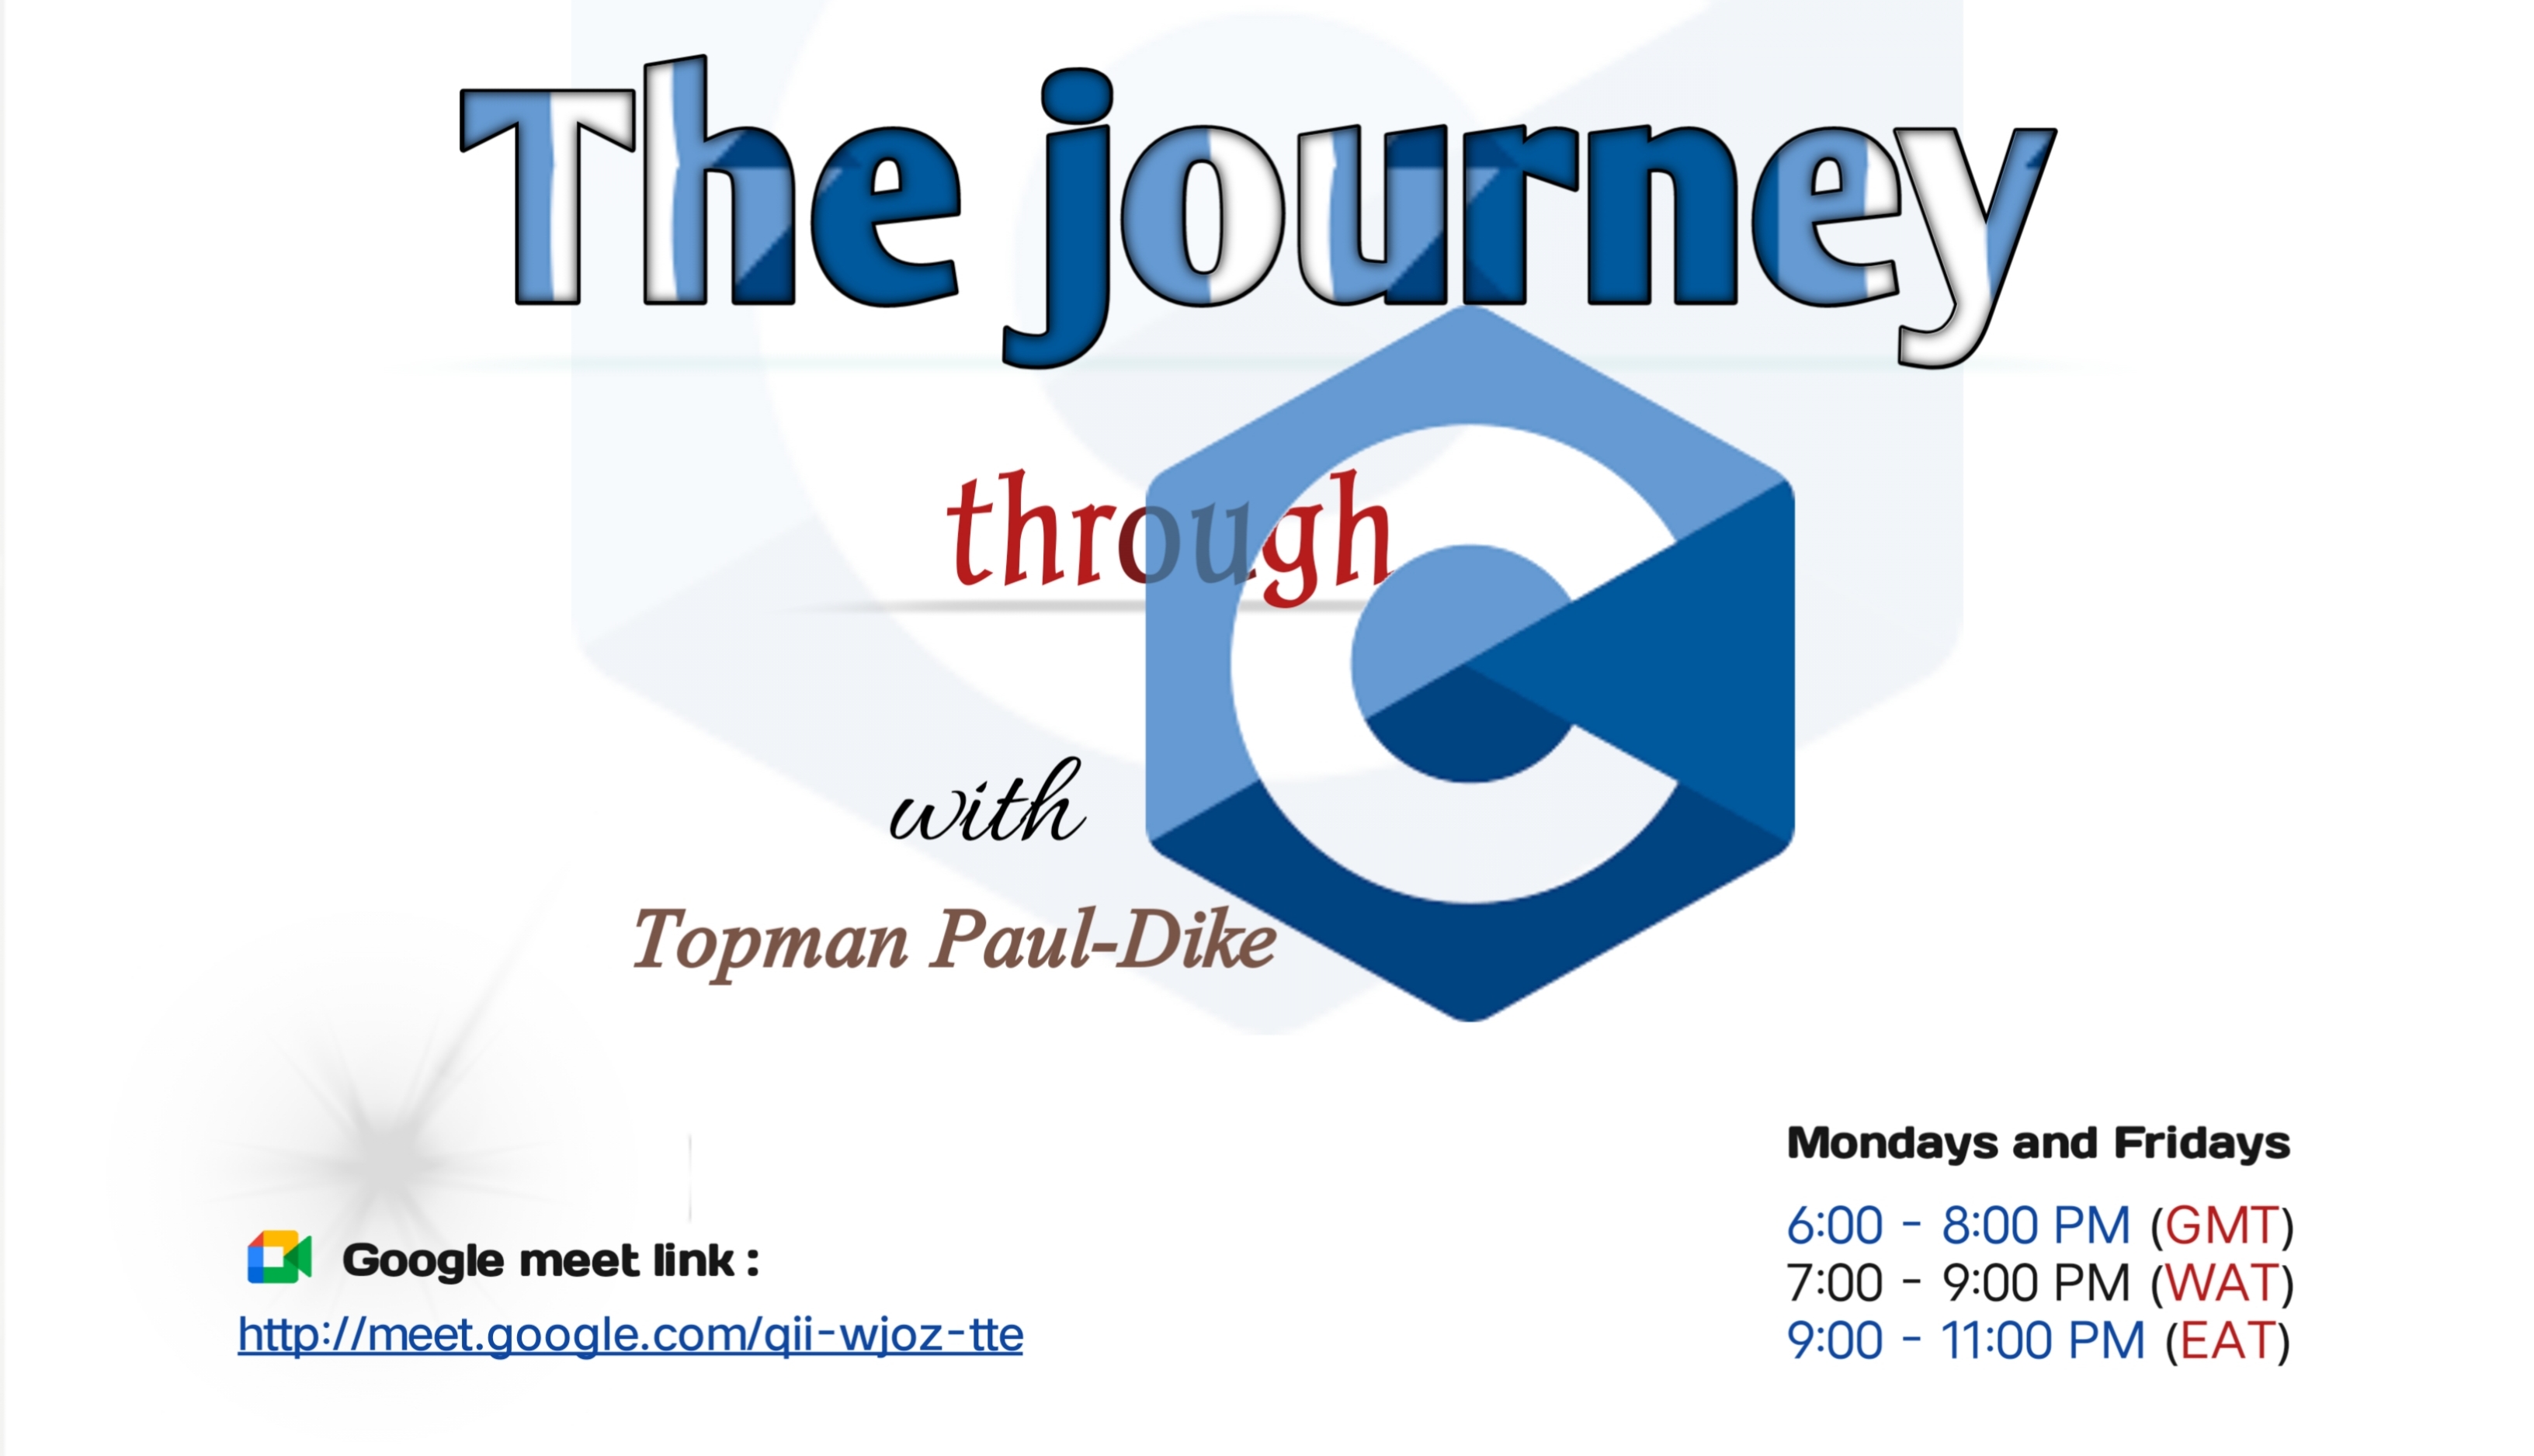 The journey
through
C
with
Topman Paul-Dike
Mondays and Fridays
6:00 - 8:00 PM (GMT)
7:00 - 9:00 PM (WAT)
9:00 - 11:00 PM (EAT)
Google meet link :
http://meet.google.com/qii-wjoz-tte